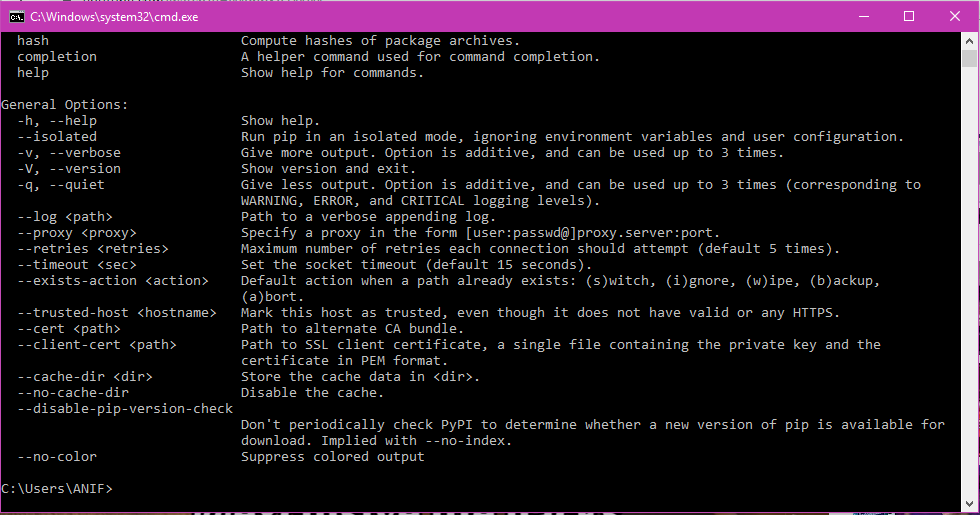 C:\Windows\system32\cmd.exe
hash Compute hashes of package archives.
completion A helper command used for command completion.
help Show help for commands.
General Options:
-h, --help Show help.
--isolated Run pip in an isolated mode, ignoring environment variables and user configuration.
-v, --verbose Give more output. Option is additive, and can be used up to 3 times.
-V, --version Show version and exit.
-q, --quiet Give less output. Option is additive, and can be used up to 3 times (corresponding to
WARNING, ERROR, and CRITICAL logging levels).
--log <path> Path to a verbose appending log.
--proxy <proxy> Specify a proxy in the form [user:passwd@]proxy.server:port.
--retries <retries> Maximum number of retries each connection should attempt (default 5 times).
--timeout <sec> Set the socket timeout (default 15 seconds).
--exists-action <action> Default action when a path already exists: (s)witch, (i)gnore, (w)ipe, (b)ackup,
(a)bort.
--trusted-host <hostname> Mark this host as trusted, even though it does not have valid or any HTTPS.
--cert <path> Path to alternate CA bundle.
--client-cert <path> Path to SSL client certificate, a single file containing the private key and the
certificate in PEM format.
--cache-dir <dir> Store the cache data in <dir>.
--no-cache-dir Disable the cache.
--disable-pip-version-check
Don't periodically check PyPI to determine whether a new version of pip is available for
download. Implied with --no-index.
--no-color Suppress colored output
C:\Users\ANIF>